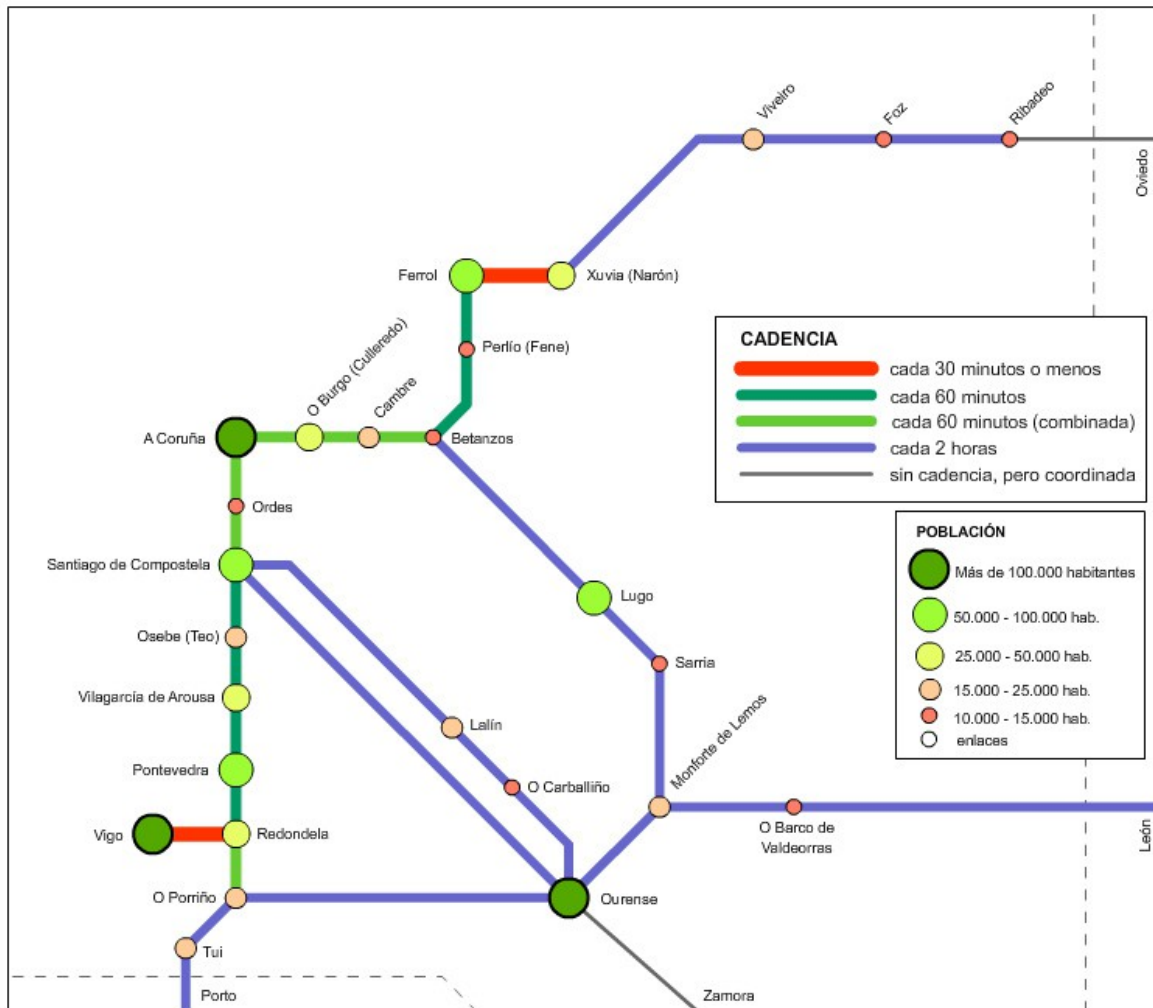 Viveiro
Foz
Ribadeo
Oviedo
Ferrol
Xuvia (Narón)
Perlío (Fene)
O Burgo (Culleredo)
Cambre
A Coruña
Betanzos
CADENCIA
cada 30 minutos o menos
cada 60 minutos
cada 60 minutos (combinada)
cada 2 horas
sin cadencia, pero coordinada
Ordes
Santiago de Compostela
POBLACIÓN
Más de 100.000 habitantes
50.000 - 100.000 hab.
25.000 - 50.000 hab.
15.000 - 25.000 hab.
10.000 - 15.000 hab.
enlaces
Lugo
Osebe (Teo)
Sarria
Vilagarcía de Arousa
Lalín
Monforte de Lemos
Pontevedra
O Carballiño
Vigo
Redondela
O Barco de
Valdeorras
León
O Porriño
Ourense
Tui
Porto
Zamora